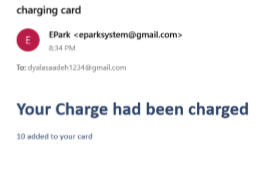 charging card
E
EPark <eparksystem@gmail.com>
8:34 PM
To: dyalasaadeh1234@gmail.com
Your Charge had been charged
10 added to your card